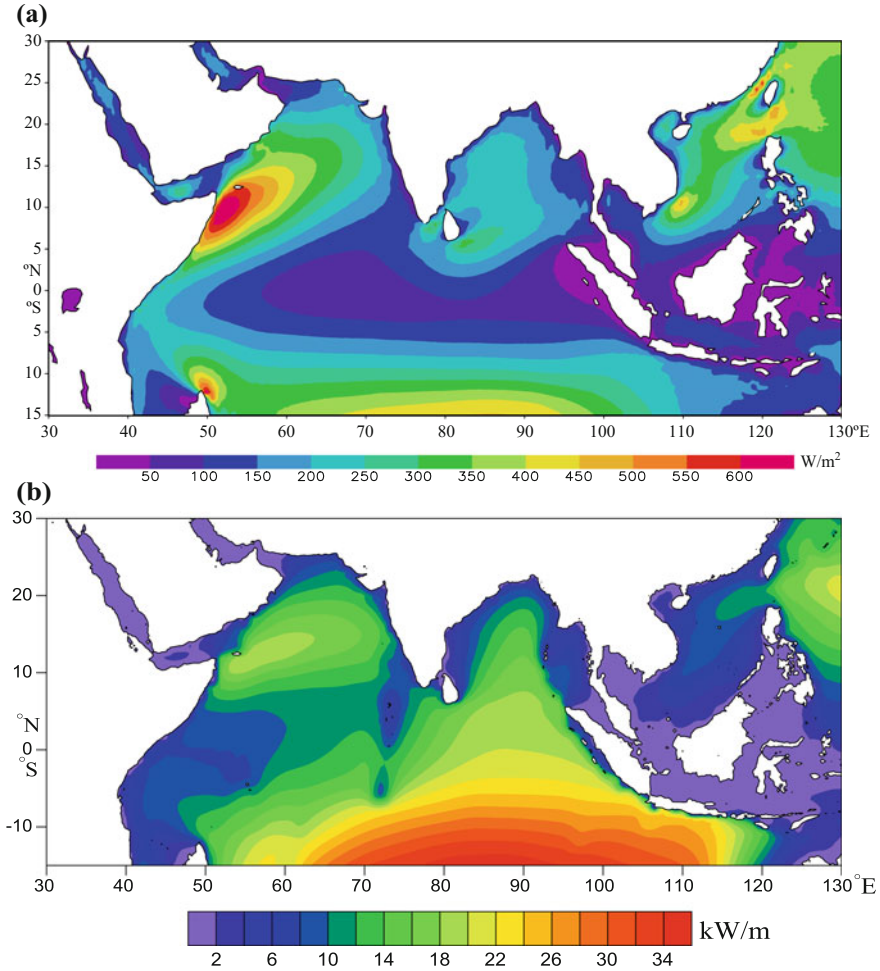 (a)
30
25
20
15
10
5
ºN
0
ºS
5
10
15
30 40 50 60 70 80 90 100 110 120 130ºE
50 100 150 200 250 300 350 400 450 500 550 600 W/m²
(b)
30
20
10
°N
0
°S
-10
30 40 50 60 70 80 90 100 110 120 130 °E
2 6 10 14 18 22 26 30 34 kW/m